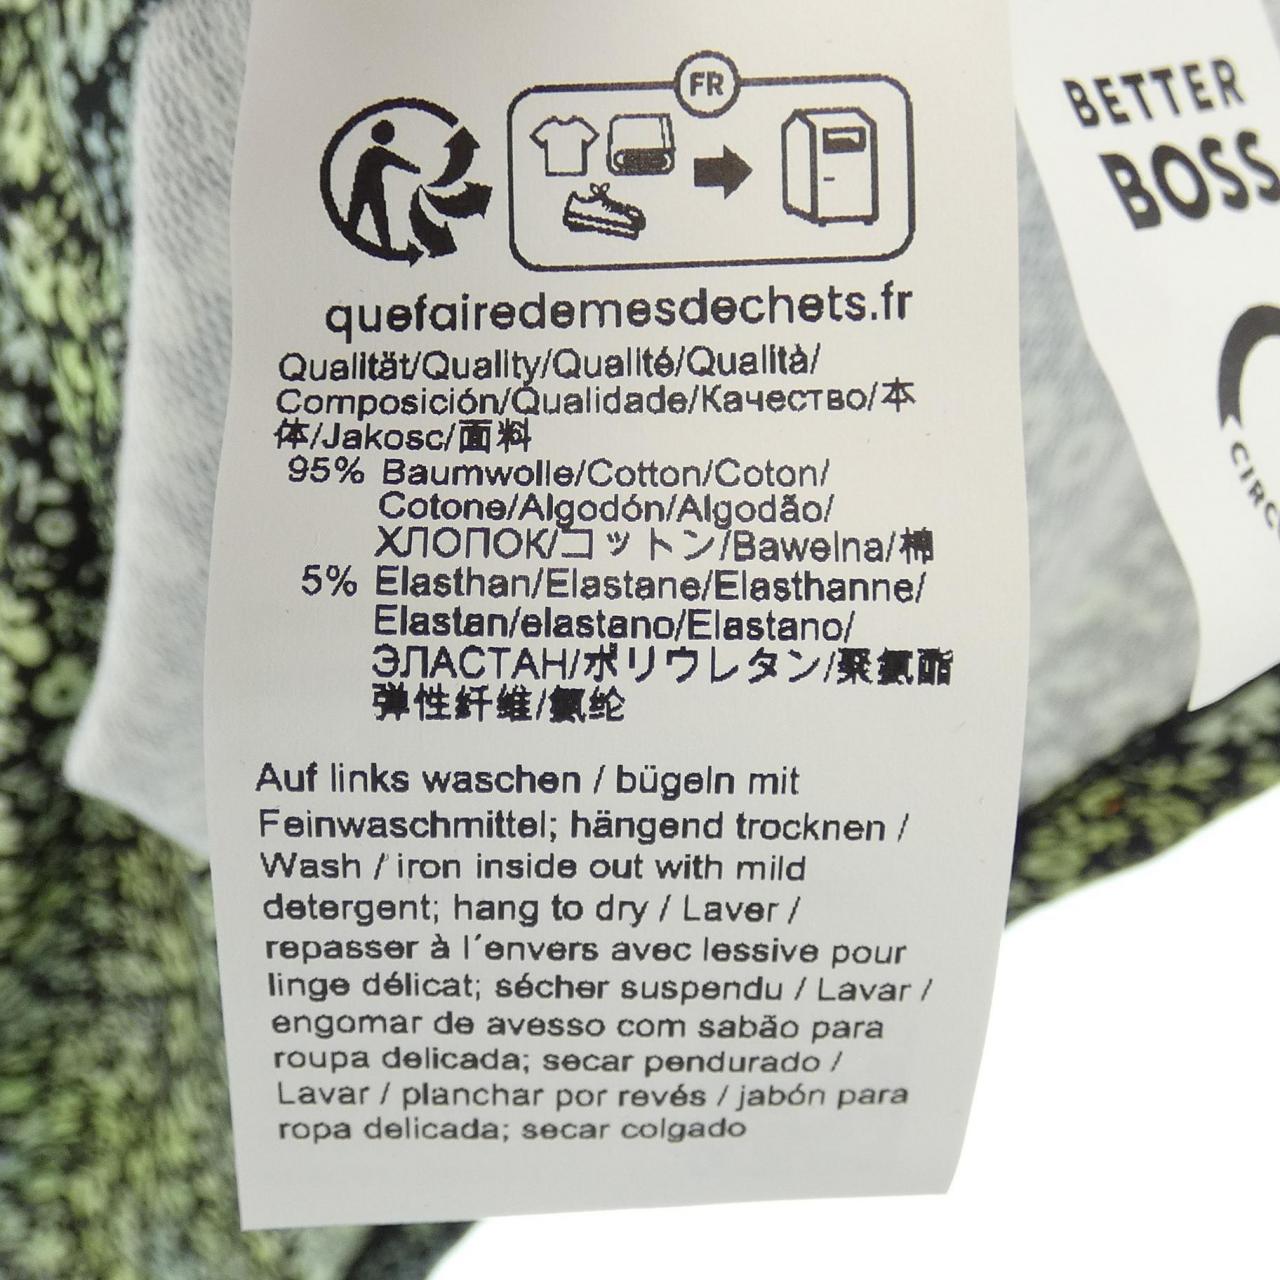 FR
quefairedemesdechets.fr
Qualität/Quality/Qualité/Qualità/
Composición/Qualidade/Качество/本
体/Jakosc/面料
95% Baumwolle/Cotton/Coton/
Cotone/Algodón/Algodão/
ХЛОПОК/コットン/Bawelna/棉
5% Elasthan/Elastane/Elasthanne/
Elastan/elastano/Elastano/
ЭЛАСТАН/ポリウレタン/聚氨酯
弹性纤维/氨纶
Auf links waschen / bügeln mit
Feinwaschmittel; hängend trocknen /
Wash / iron inside out with mild
detergent; hang to dry / Laver /
repasser à l´envers avec lessive pour
linge délicat; sécher suspendu / Lavar /
engomar de avesso com sabão para
roupa delicada; secar pendurado /
Lavar / planchar por revés / jabón para
ropa delicada; secar colgado
BETTER
BOSS
CIRC